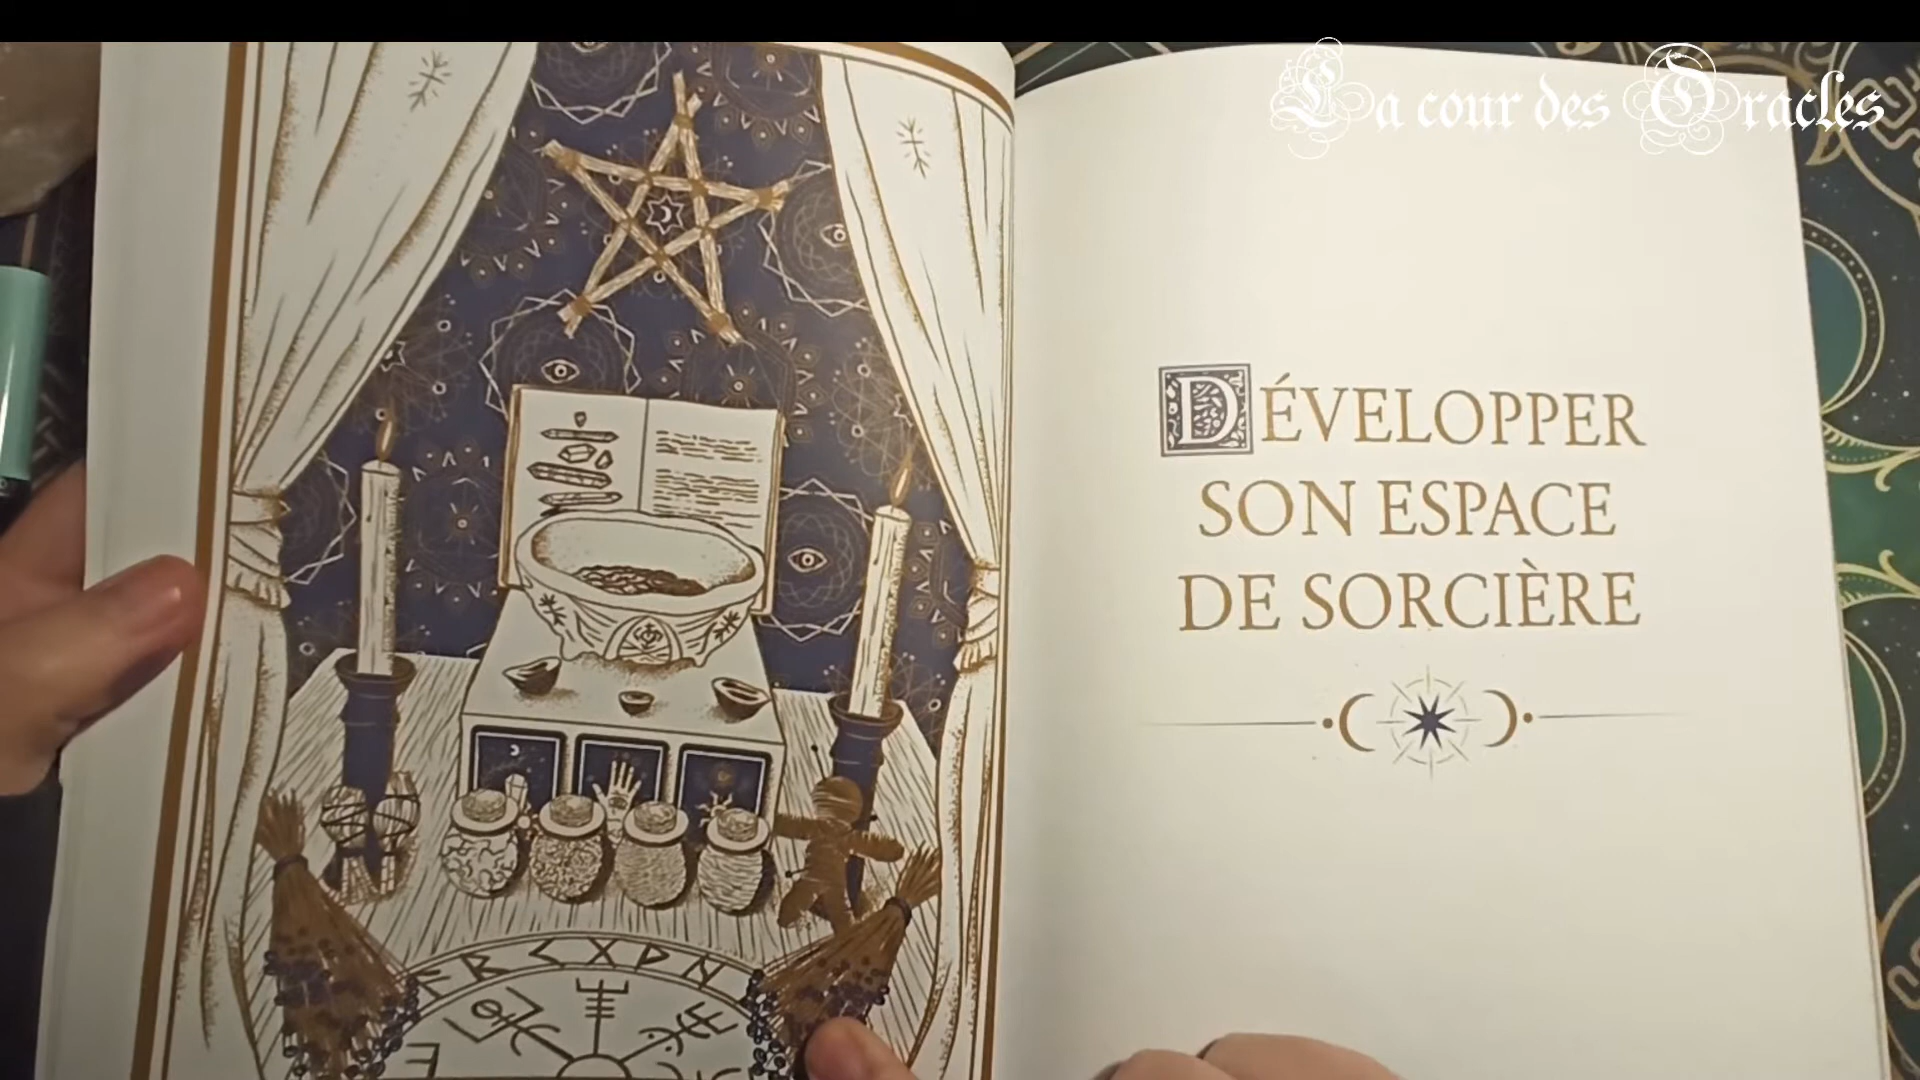 La cour des Oracles
DÉVELOPPER
SON ESPACE
DE SORCIÈRE